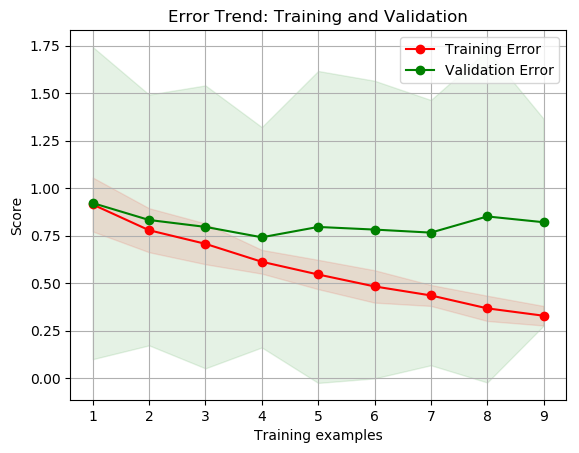 Error Trend: Training and Validation
Training Error
Validation Error
1.75
1.50
1.25
1.00
0.75
0.50
0.25
0.00
Score
1 2 3 4 5 6 7 8 9
Training examples